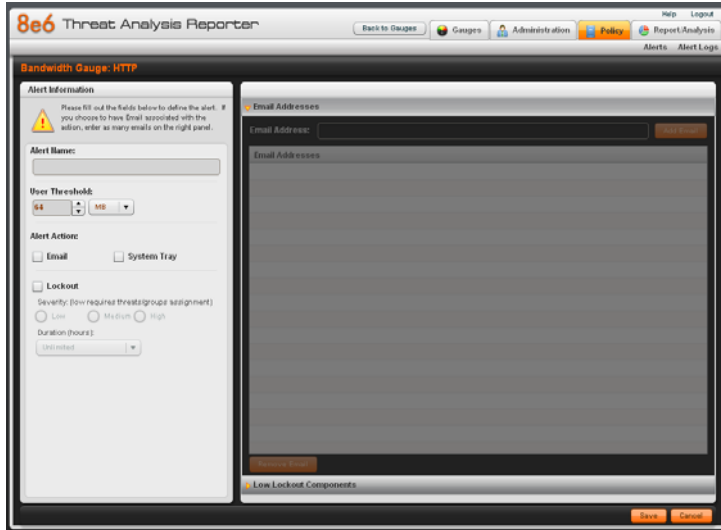 8e6 Threat Analysis Reporter
Help Logout
Back to Gauges Gauges Administration Policy Report/Analysis
Alerts Alert Logs
Bandwidth Gauge: HTTP
Alert Information
Please fill out the fields below to define the alert. If
you choose to have Email associated with the
action, enter as many emails on the right panel.
Alert Name:
User Threshold:
64 MB
Alert Action:
Email System Tray
Lockout
Severity: (low requires threats/groups assignment)
Low Medium High
Duration (hours):
Unlimited
Email Addresses
Email Address: Add Email
Email Addresses
Remove Email
Low Lockout Components
Save Cancel